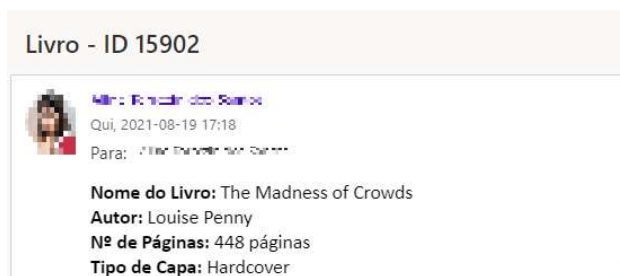 Livro - ID 15902
Qui, 2021-08-19 17:18
Para:
Nome do Livro: The Madness of Crowds
Autor: Louise Penny
Nº de Páginas: 448 páginas
Tipo de Capa: Hardcover